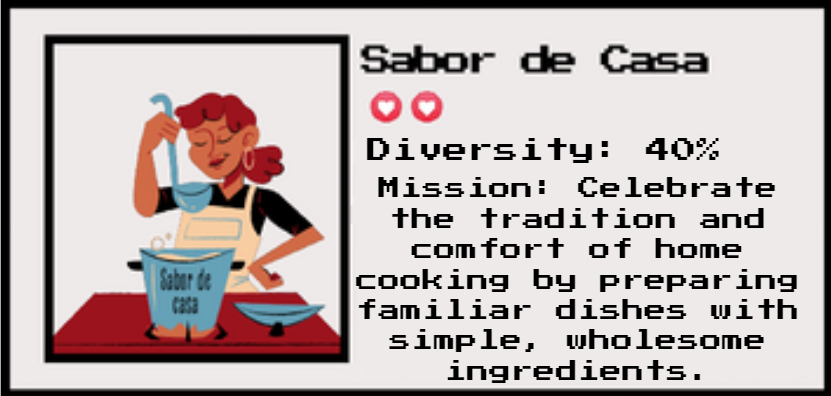 Sabor de Casa
Diversity: 40%
Mission: Celebrate
the tradition and
comfort of home
cooking by preparing
familiar dishes with
simple, wholesome
ingredients.
Sabor de
casa